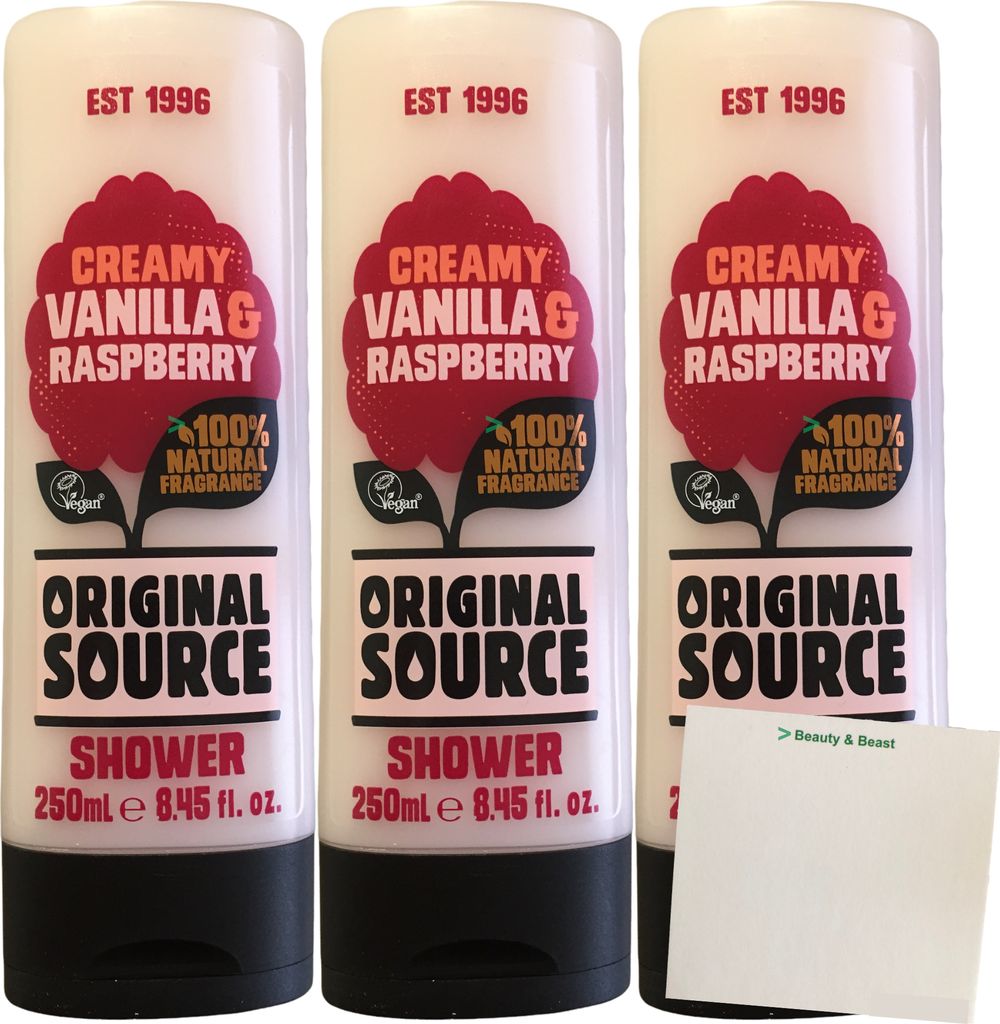 EST 1996
CREAMY
VANILLA &
RASPBERRY
>100%
NATURAL
FRAGRANCE
Vegan®
ORIGINAL
SOURCE
SHOWER
250mL e 8.45 fl. oz.
EST 1996
CREAMY
VANILLA &
RASPBERRY
>100%
NATURAL
FRAGRANCE
Vegan®
ORIGINAL
SOURCE
SHOWER
250mL e 8.45 fl. oz.
EST 1996
CREAMY
VANILLA &
RASPBERRY
>100%
NATURAL
FRAGRANCE
Vegan®
ORIGINAL
SOURCE
> Beauty & Beast